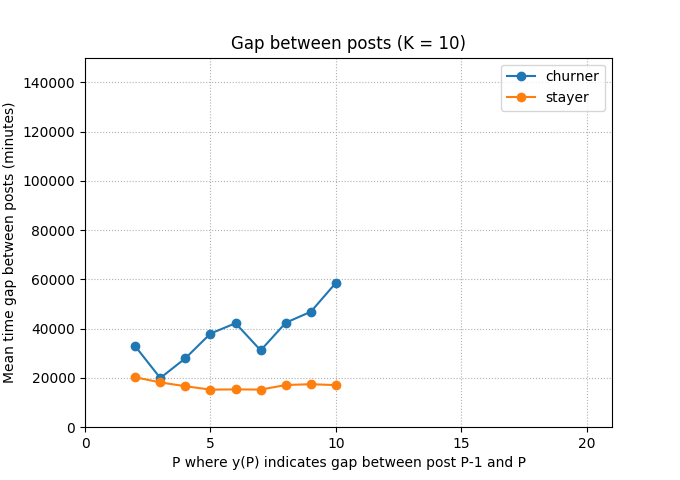 Gap between posts (K = 10)
churner
stayer
Mean time gap between posts (minutes)
140000
120000
100000
80000
60000
40000
20000
0
0 5 10 15 20
P where y(P) indicates gap between post P-1 and P